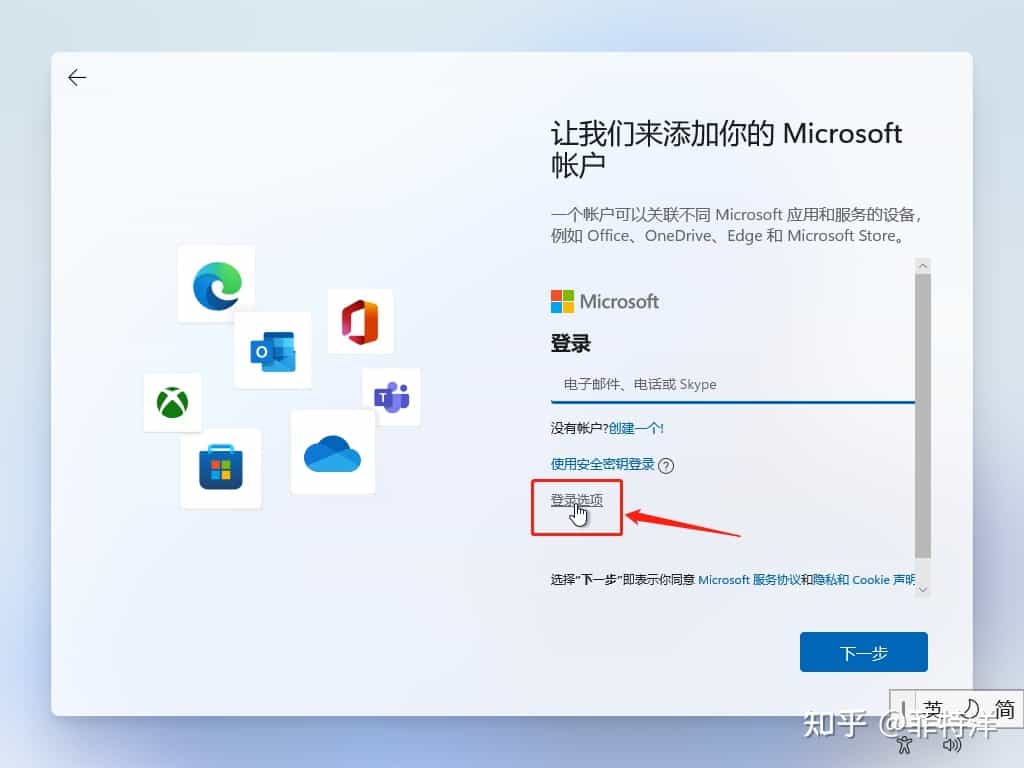 让我们来添加你的 Microsoft
帐户
一个帐户可以关联不同 Microsoft 应用和服务的设备，
例如 Office、OneDrive、Edge 和 Microsoft Store。
Microsoft
登录
电子邮件、电话或 Skype
没有帐户?创建一个!
使用安全密钥登录
登录选项
选择“下一步”即表示你同意 Microsoft 服务协议和隐私和 Cookie 声明
下一步
英 简
知乎 @菲特洋